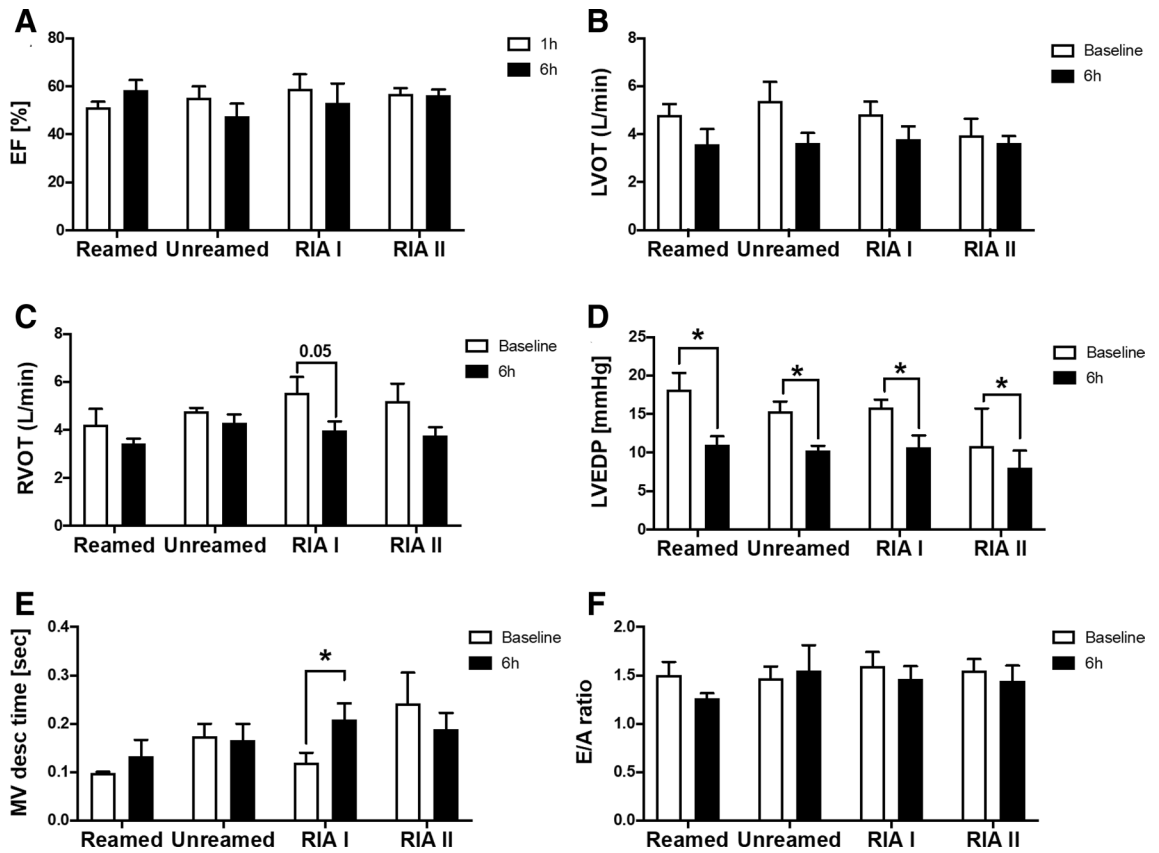 A
EF [%]
80
60
40
20
0
Reamed Unreamed RIA I RIA II
1h
6h
B
LVOT (L/min)
8
6
4
2
0
Reamed Unreamed RIA I RIA II
Baseline
6h
C
RVOT (L/min)
8
6
4
2
0
0.05
Reamed Unreamed RIA I RIA II
Baseline
6h
D
LVEDP [mmHg]
25
20
15
10
5
0
* * * *
Reamed Unreamed RIA I RIA II
Baseline
6h
E
MV desc time [sec]
0.4
0.3
0.2
0.1
0.0
*
Reamed Unreamed RIA I RIA II
Baseline
6h
F
E/A ratio
2.0
1.5
1.0
0.5
0.0
Reamed Unreamed RIA I RIA II
Baseline
6h